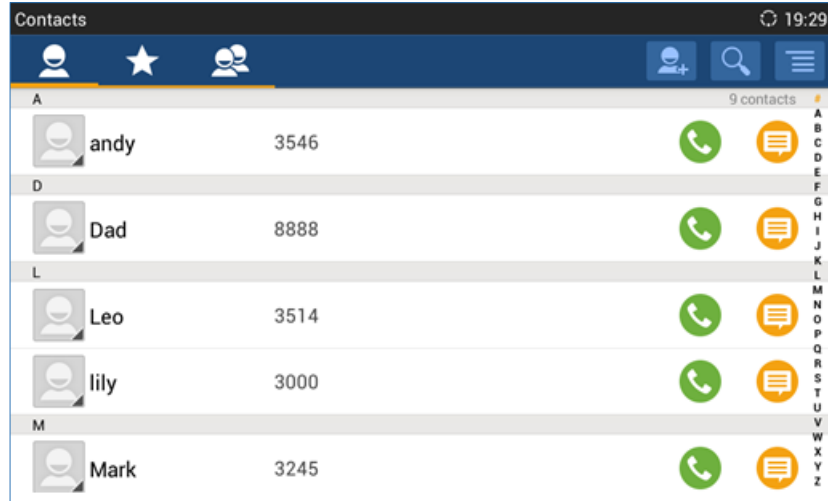 Contacts 19:29
A 9 contacts #
andy 3546
D
Dad 8888
L
Leo 3514
lily 3000
M
Mark 3245
A
B
C
D
E
F
G
H
I
J
K
L
M
N
O
P
Q
R
S
T
U
V
W
X
Y
Z